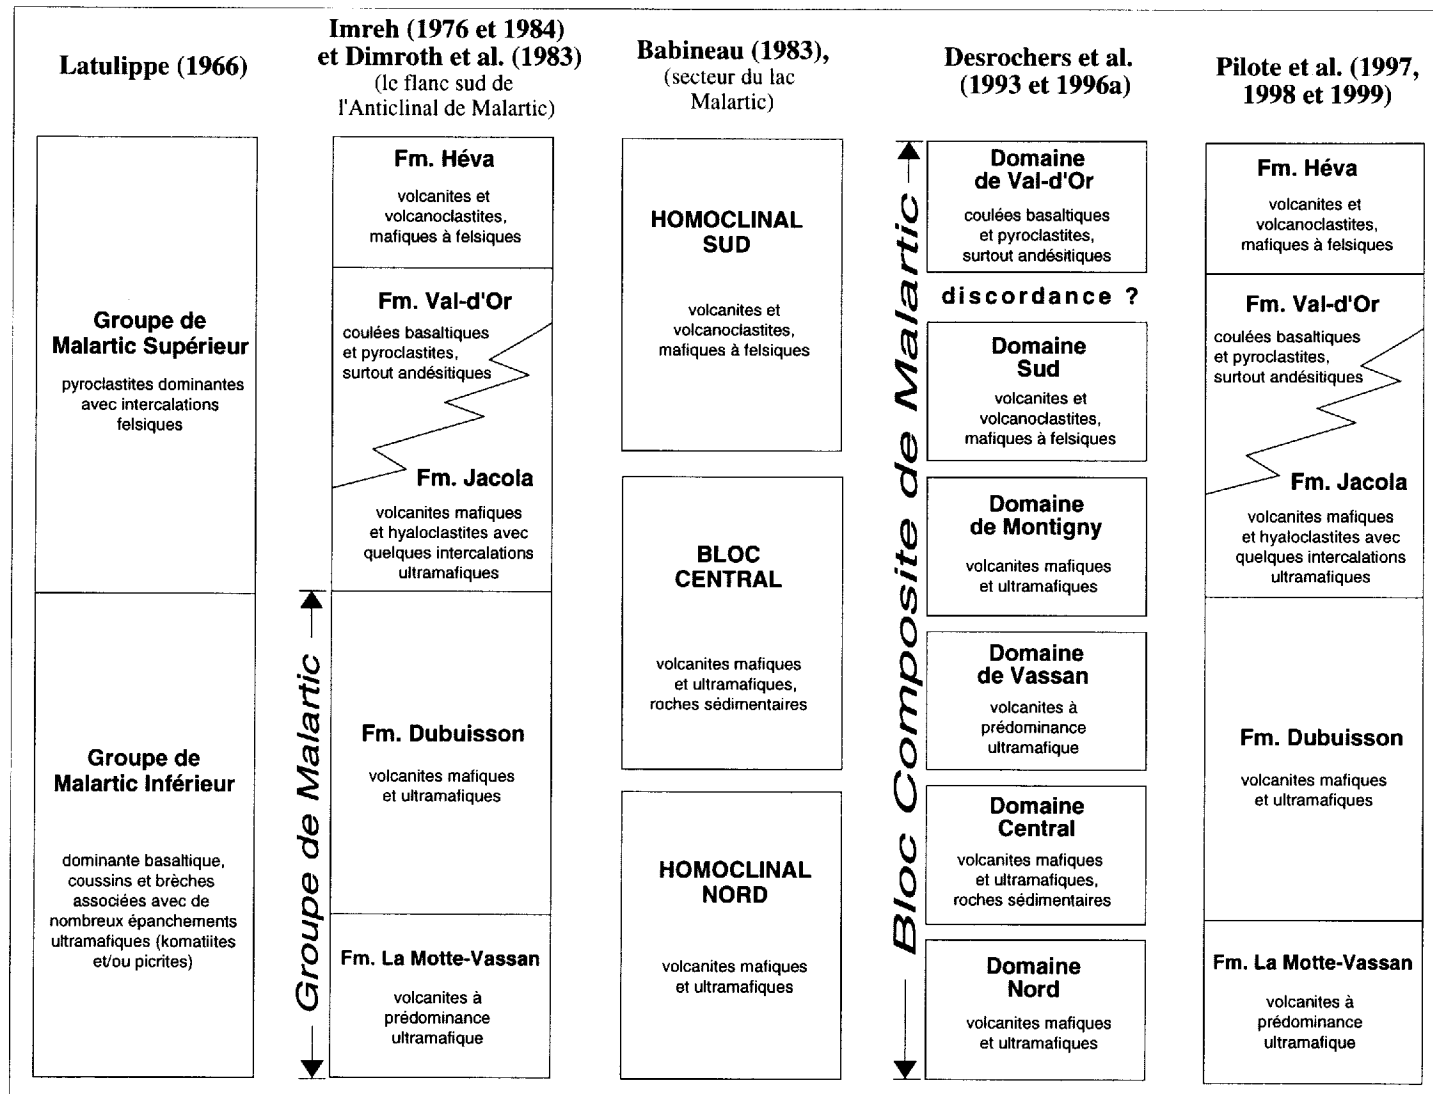 Latulippe (1966)
Groupe de
Malartic Supérieur
pyroclastites dominantes
avec intercalations
felsiques
Groupe de
Malartic Inférieur
dominante basaltique,
coussins et brèches
associées avec de
nombreux épanchements
ultramafiques (komatiites
et/ou picrites)
Imreh (1976 et 1984)
et Dimroth et al. (1983)
(le flanc sud de
l'Anticlinal de Malartic)
Fm. Héva
volcanites et
volcanoclastites,
mafiques à felsiques
Fm. Val-d'Or
coulées basaltiques
et pyroclastites,
surtout andésitiques
Fm. Jacola
volcanites mafiques
et hyaloclastites avec
quelques intercalations
ultramafiques
Groupe de Malartic
Fm. Dubuisson
volcanites mafiques
et ultramafiques
Fm. La Motte-Vassan
volcanites à
prédominance
ultramafique
Babineau (1983),
(secteur du lac
Malartic)
HOMOCLINAL
SUD
volcanites et
volcanoclastites,
mafiques à felsiques
BLOC
CENTRAL
volcanites mafiques
et ultramafiques,
roches sédimentaires
HOMOCLINAL
NORD
volcanites mafiques
et ultramafiques
Desrochers et al.
(1993 et 1996a)
Bloc Composite de Malartic
Domaine
de Val-d'Or
coulées basaltiques
et pyroclastites,
surtout andésitiques
discordance ?
Domaine
Sud
volcanites et
volcanoclastites,
mafiques à felsiques
Domaine
de Montigny
volcanites mafiques
et ultramafiques
Domaine
de Vassan
volcanites à
prédominance
ultramafique
Domaine
Central
volcanites mafiques
et ultramafiques,
roches sédimentaires
Domaine
Nord
volcanites mafiques
et ultramafiques
Pilote et al. (1997,
1998 et 1999)
Fm. Héva
volcanites et
volcanoclastites,
mafiques à felsiques
Fm. Val-d'Or
coulées basaltiques
et pyroclastites,
surtout andésitiques
Fm. Jacola
volcanites mafiques
et hyaloclastites avec
quelques intercalations
ultramafiques
Fm. Dubuisson
volcanites mafiques
et ultramafiques
Fm. La Motte-Vassan
volcanites à
prédominance
ultramafique